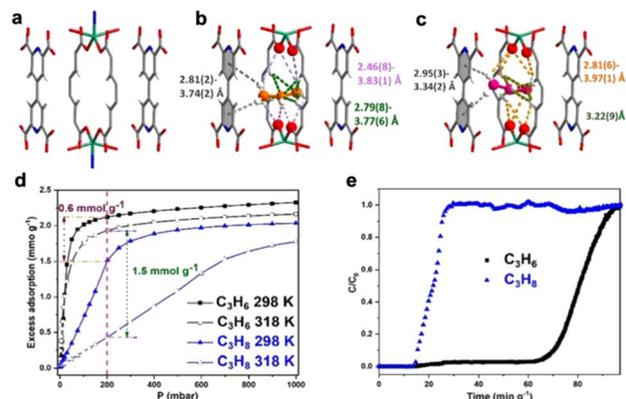 a
b
c
2.81(2)-
3.74(2) Å
2.46(8)-
3.83(1) Å
2.79(8)-
3.77(6) Å
2.95(3)-
3.34(2) Å
2.81(6)-
3.97(1) Å
3.22(9)Å
d
Excess adsorption (mmo g⁻¹)
2.5
2.0
1.5
1.0
0.5
0.0
0.6 mmol g⁻¹
1.5 mmol g⁻¹
C₃H₆ 298 K
C₃H₆ 318 K
C₃H₈ 298 K
C₃H₈ 318 K
0 200 400 600 800 1000
P (mbar)
e
C/C₀
1.0
0.8
0.6
0.4
0.2
0.0
C₃H₆
C₃H₈
0 20 40 60 80
Time (min g⁻¹)